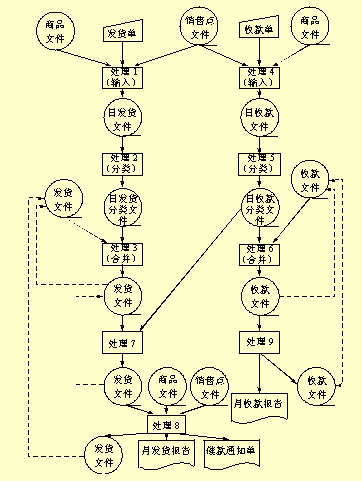 商品
文件
发货单
销售点
文件
收款单
商品
文件
处理1
(输入)
处理4
(输入)
日发货
文件
日收款
文件
处理2
(分类)
处理5
(分类)
发货
文件
收款
文件
日发货
分类文
件
日收款
分类文
件
处理3
(合并)
处理6
(合并)
发货
文件
收款
文件
处理7
处理9
发货
文件
商品
文件
销售点
文件
收款
文件
月收款报告
处理8
发货
文件
月发货报告
催款通知单